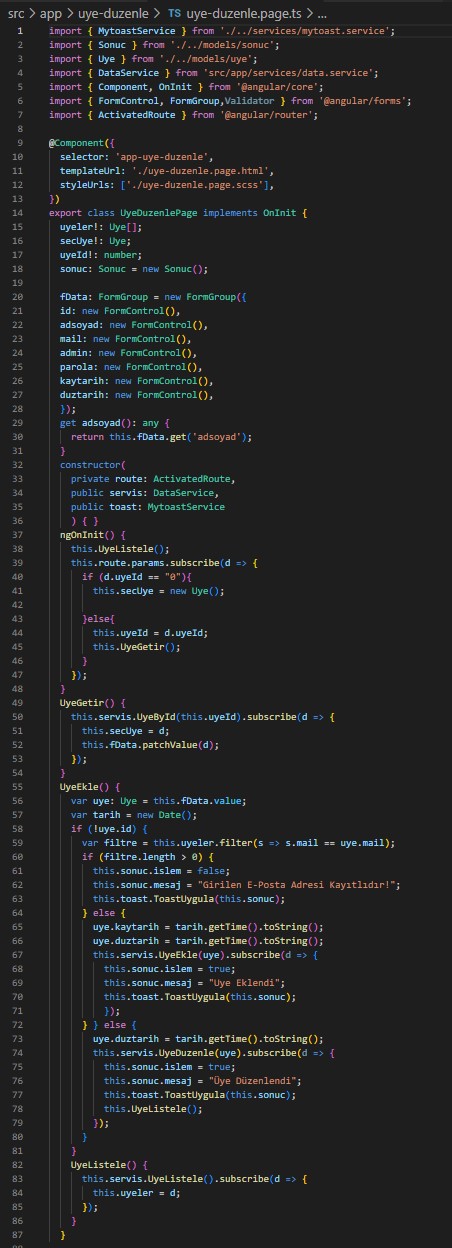 src > app > uye-duzenle > TS uye-duzenle.page.ts > ...
1 import { MytoastService } from './../services/mytoast.service';
2 import { Sonuc } from './../models/sonuc';
3 import { Uye } from './../models/uye';
4 import { DataService } from 'src/app/services/data.service';
5 import { Component, OnInit } from '@angular/core';
6 import { FormControl, FormGroup,Validator } from '@angular/forms';
7 import { ActivatedRoute } from '@angular/router';
8
9 @Component({
10 selector: 'app-uye-duzenle',
11 templateUrl: './uye-duzenle.page.html',
12 styleUrls: ['./uye-duzenle.page.scss'],
13 })
14 export class UyeDuzenlePage implements OnInit {
15 uyeler!: Uye[];
16 secUye!: Uye;
17 uyeId!: number;
18 sonuc: Sonuc = new Sonuc();
19
20 fData: FormGroup = new FormGroup({
21 id: new FormControl(),
22 adsoyad: new FormControl(),
23 mail: new FormControl(),
24 admin: new FormControl(),
25 parola: new FormControl(),
26 kaytarih: new FormControl(),
27 duztarih: new FormControl(),
28 });
29 get adsoyad(): any {
30 return this.fData.get('adsoyad');
31 }
32 constructor(
33 private route: ActivatedRoute,
34 public servis: DataService,
35 public toast: MytoastService
36 ) { }
37 ngOnInit() {
38 this.UyeListele();
39 this.route.params.subscribe(d => {
40 if (d.uyeId == "0"){
41 this.secUye = new Uye();
42
43 }else{
44 this.uyeId = d.uyeId;
45 this.UyeGetir();
46 }
47 });
48 }
49 UyeGetir() {
50 this.servis.UyeById(this.uyeId).subscribe(d => {
51 this.secUye = d;
52 this.fData.patchValue(d);
53 });
54 }
55 UyeEkle() {
56 var uye: Uye = this.fData.value;
57 var tarih = new Date();
58 if (!uye.id) {
59 var filtre = this.uyeler.filter(s => s.mail == uye.mail);
60 if (filtre.length > 0) {
61 this.sonuc.islem = false;
62 this.sonuc.mesaj = "Girilen E-Posta Adresi Kayıtlıdır!";
63 this.toast.ToastUygula(this.sonuc);
64 } else {
65 uye.kaytarih = tarih.getTime().toString();
66 uye.duztarih = tarih.getTime().toString();
67 this.servis.UyeEkle(uye).subscribe(d => {
68 this.sonuc.islem = true;
69 this.sonuc.mesaj = "Uye Eklendi";
70 this.toast.ToastUygula(this.sonuc);
71 });
72 } } else {
73 uye.duztarih = tarih.getTime().toString();
74 this.servis.UyeDuzenle(uye).subscribe(d => {
75 this.sonuc.islem = true;
76 this.sonuc.mesaj = "Üye Düzenlendi";
77 this.toast.ToastUygula(this.sonuc);
78 this.UyeListele();
79 });
80 }
81 }
82 UyeListele() {
83 this.servis.UyeListele().subscribe(d => {
84 this.uyeler = d;
85 });
86 }
87 }
88